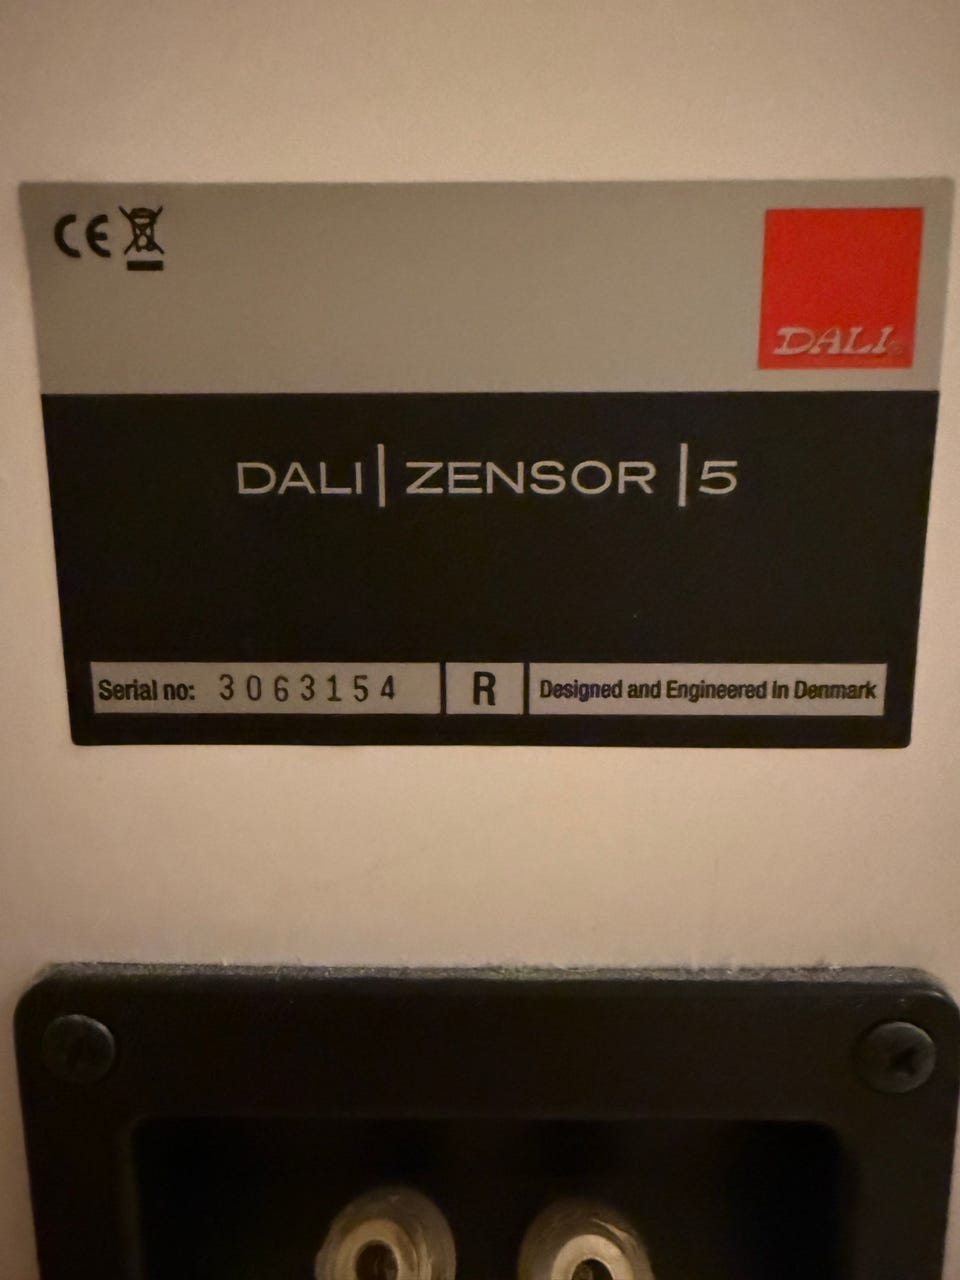 CE
DALI
DALI|ZENSOR|5
Serial no: 3063154 R Designed and Engineered in Denmark